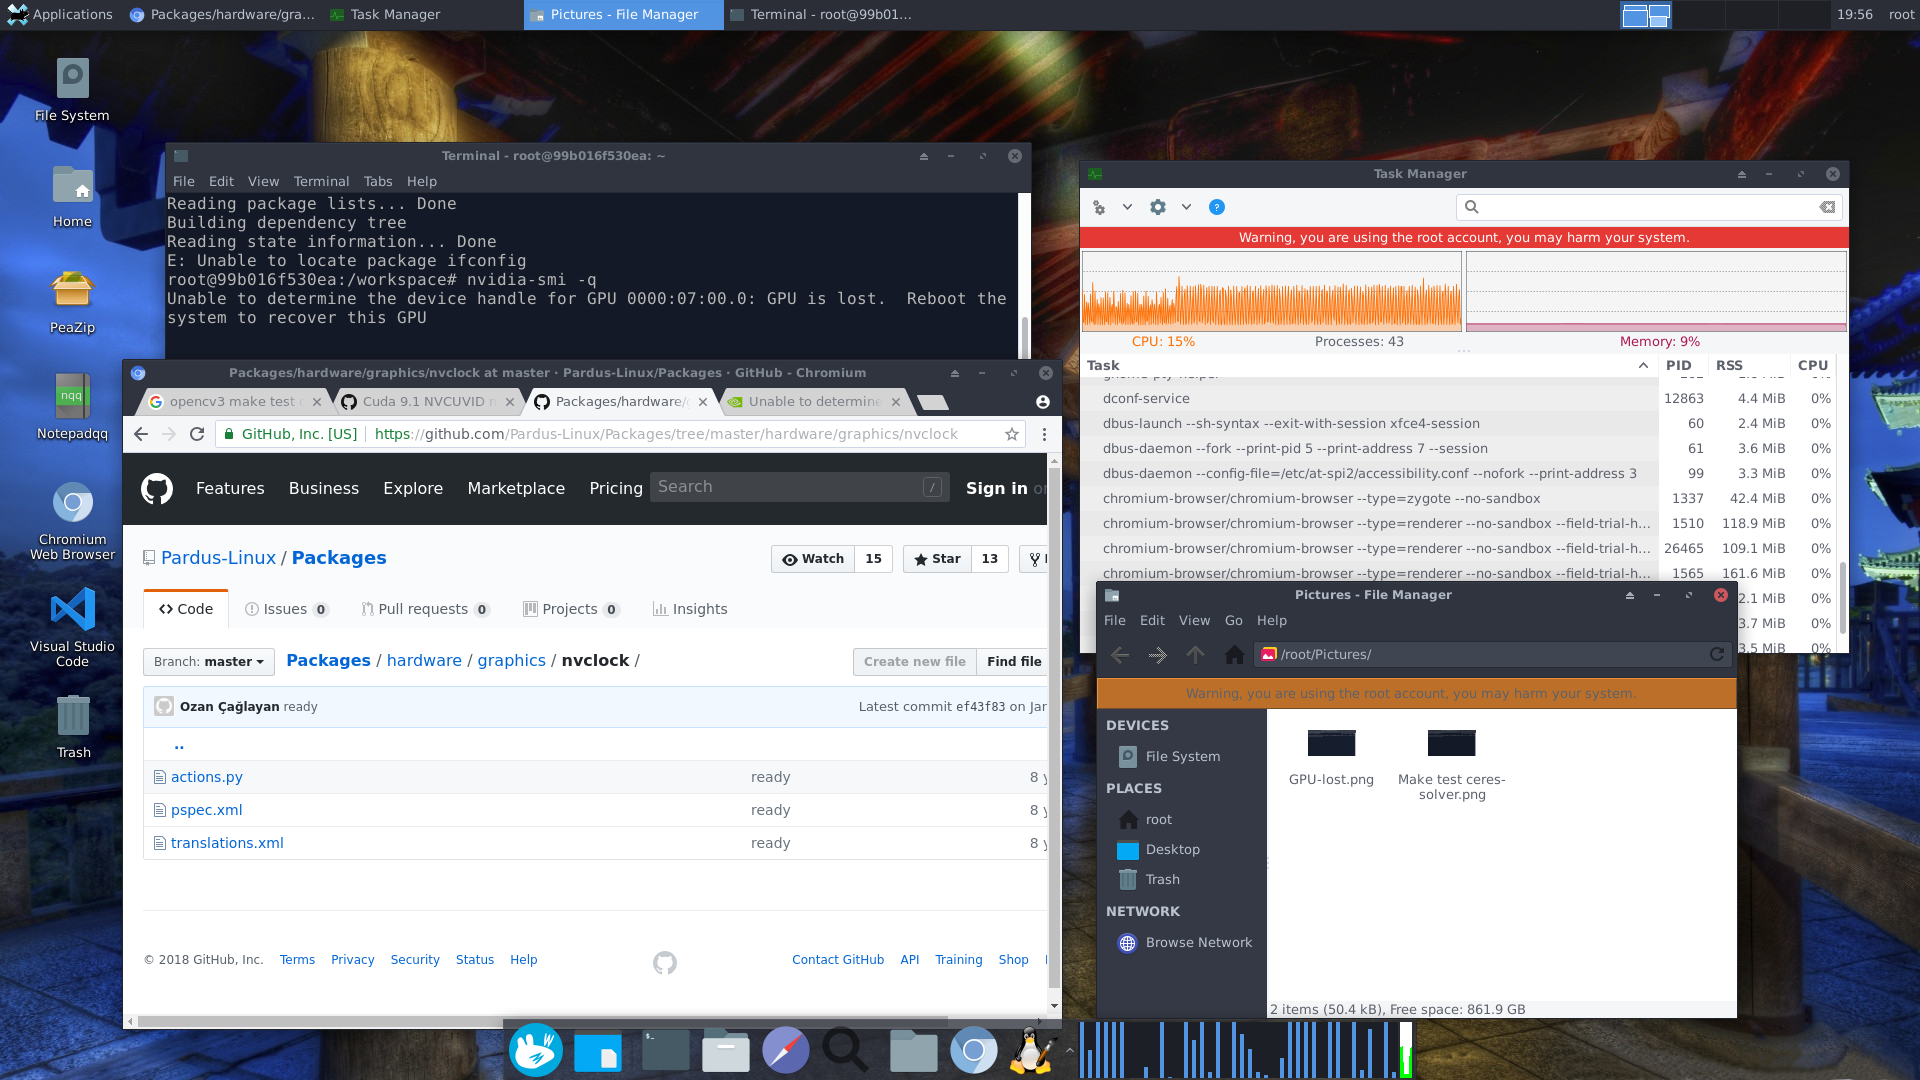 Applications
Packages/hardware/gra...
Task Manager
Pictures - File Manager
Terminal - root@99b01...
19:56
root
File System
Home
PeaZip
nqq
Notepadqq
Chromium
Web Browser
Visual Studio
Code
Trash
Terminal - root@99b016f530ea: ~
File Edit View Terminal Tabs Help
Reading package lists... Done
Building dependency tree
Reading state information... Done
E: Unable to locate package ifconfig
root@99b016f530ea:/workspace# nvidia-smi -q
Unable to determine the device handle for GPU 0000:07:00.0: GPU is lost.  Reboot the
system to recover this GPU
Packages/hardware/graphics/nvclock at master · Pardus-Linux/Packages · GitHub - Chromium
opencv3 make test
Cuda 9.1 NVCUVID
Packages/hardware/
Unable to determine
GitHub, Inc. [US] https://github.com/Pardus-Linux/Packages/tree/master/hardware/graphics/nvclock
Features Business Explore Marketplace Pricing Search / Sign in or
Pardus-Linux / Packages
Watch 15 Star 13
Code Issues 0 Pull requests 0 Projects 0 Insights
Branch: master
Packages / hardware / graphics / nvclock /
Create new file Find file
Ozan Çağlayan ready
Latest commit ef43f83 on Jan
..
actions.py ready 8 y
pspec.xml ready 8 y
translations.xml ready 8 y
© 2018 GitHub, Inc. Terms Privacy Security Status Help
Contact GitHub API Training Shop
Task Manager
?
Warning, you are using the root account, you may harm your system.
CPU: 15% Processes: 43 Memory: 9%
Task PID RSS CPU
dconf-service 12863 4.4 MiB 0%
dbus-launch --sh-syntax --exit-with-session xfce4-session 60 2.4 MiB 0%
dbus-daemon --fork --print-pid 5 --print-address 7 --session 61 3.6 MiB 0%
dbus-daemon --config-file=/etc/at-spi2/accessibility.conf --nofork --print-address 3 99 3.3 MiB 0%
chromium-browser/chromium-browser --type=zygote --no-sandbox 1337 42.4 MiB 0%
chromium-browser/chromium-browser --type=renderer --no-sandbox --field-trial-h... 1510 118.9 MiB 0%
chromium-browser/chromium-browser --type=renderer --no-sandbox --field-trial-h... 26465 109.1 MiB 0%
chromium-browser/chromium-browser --type=renderer --no-sandbox --field-trial-h... 1565 161.6 MiB 0%
2.1 MiB 0%
3.7 MiB 0%
3.5 MiB 0%
Pictures - File Manager
File Edit View Go Help
/root/Pictures/
Warning, you are using the root account, you may harm your system.
DEVICES
File System
PLACES
root
Desktop
Trash
NETWORK
Browse Network
GPU-lost.png
Make test ceres-
solver.png
2 items (50.4 kB), Free space: 861.9 GB